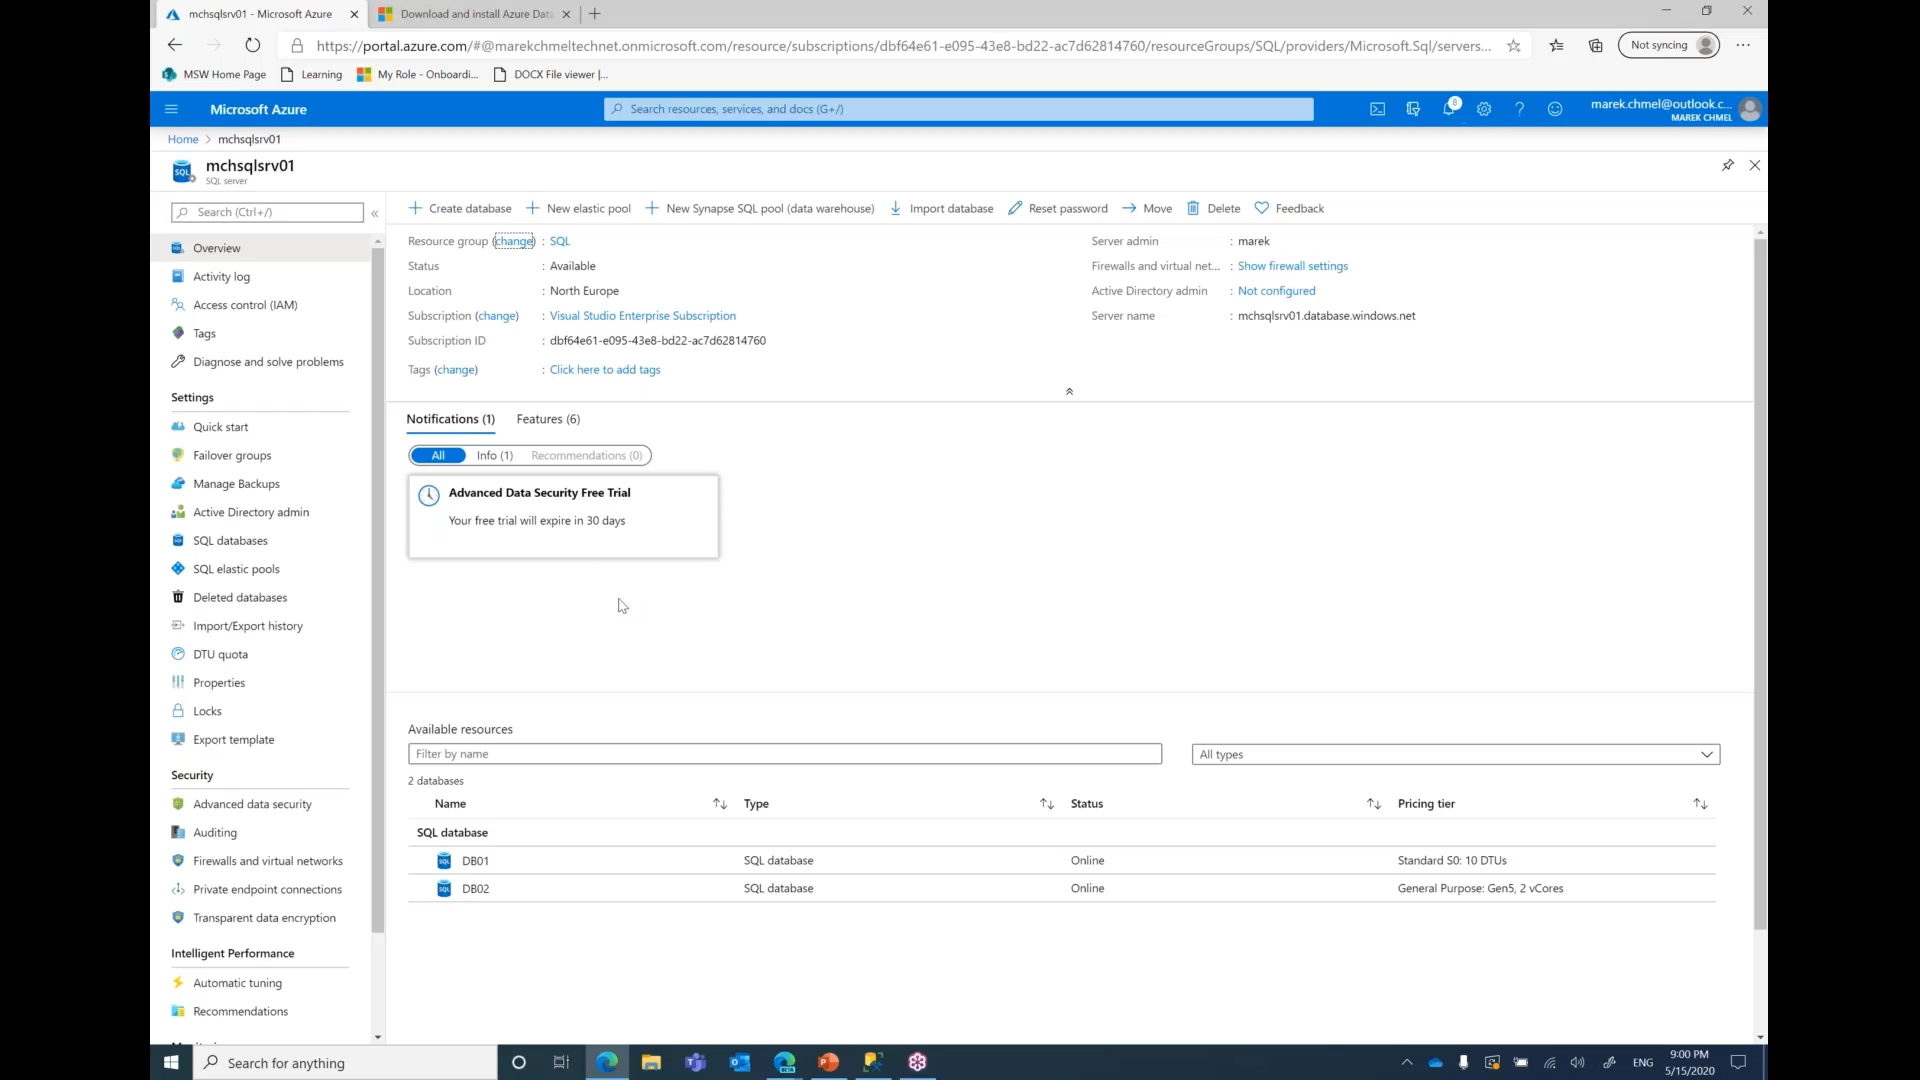 mchsqlsrv01 - Microsoft Azure
Download and install Azure Data
https://portal.azure.com/#@marekchmeltechnet.onmicrosoft.com/resource/subscriptions/dbf64e61-e095-43e8-bd22-ac7d62814760/resourceGroups/SQL/providers/Microsoft.Sql/servers...
Not syncing
MSW Home Page
Learning
My Role - Onboardi...
DOCX File viewer |...
Microsoft Azure
Search resources, services, and docs (G+/)
8
marek.chmel@outlook.c...
MAREK CHMEL
Home > mchsqlsrv01
mchsqlsrv01
SQL server
Search (Ctrl+/)
Create database
New elastic pool
New Synapse SQL pool (data warehouse)
Import database
Reset password
Move
Delete
Feedback
Overview
Activity log
Access control (IAM)
Tags
Diagnose and solve problems
Settings
Quick start
Failover groups
Manage Backups
Active Directory admin
SQL databases
SQL elastic pools
Deleted databases
Import/Export history
DTU quota
Properties
Locks
Export template
Security
Advanced data security
Auditing
Firewalls and virtual networks
Private endpoint connections
Transparent data encryption
Intelligent Performance
Automatic tuning
Recommendations
Resource group (change) : SQL
Status : Available
Location : North Europe
Subscription (change) : Visual Studio Enterprise Subscription
Subscription ID : dbf64e61-e095-43e8-bd22-ac7d62814760
Tags (change) : Click here to add tags
Server admin : marek
Firewalls and virtual net... : Show firewall settings
Active Directory admin : Not configured
Server name : mchsqlsrv01.database.windows.net
Notifications (1)
Features (6)
All
Info (1)
Recommendations (0)
Advanced Data Security Free Trial
Your free trial will expire in 30 days
Available resources
Filter by name
All types
2 databases
Name Type Status Pricing tier
SQL database
DB01 SQL database Online Standard S0: 10 DTUs
DB02 SQL database Online General Purpose: Gen5, 2 vCores
Search for anything
ENG
9:00 PM
5/15/2020